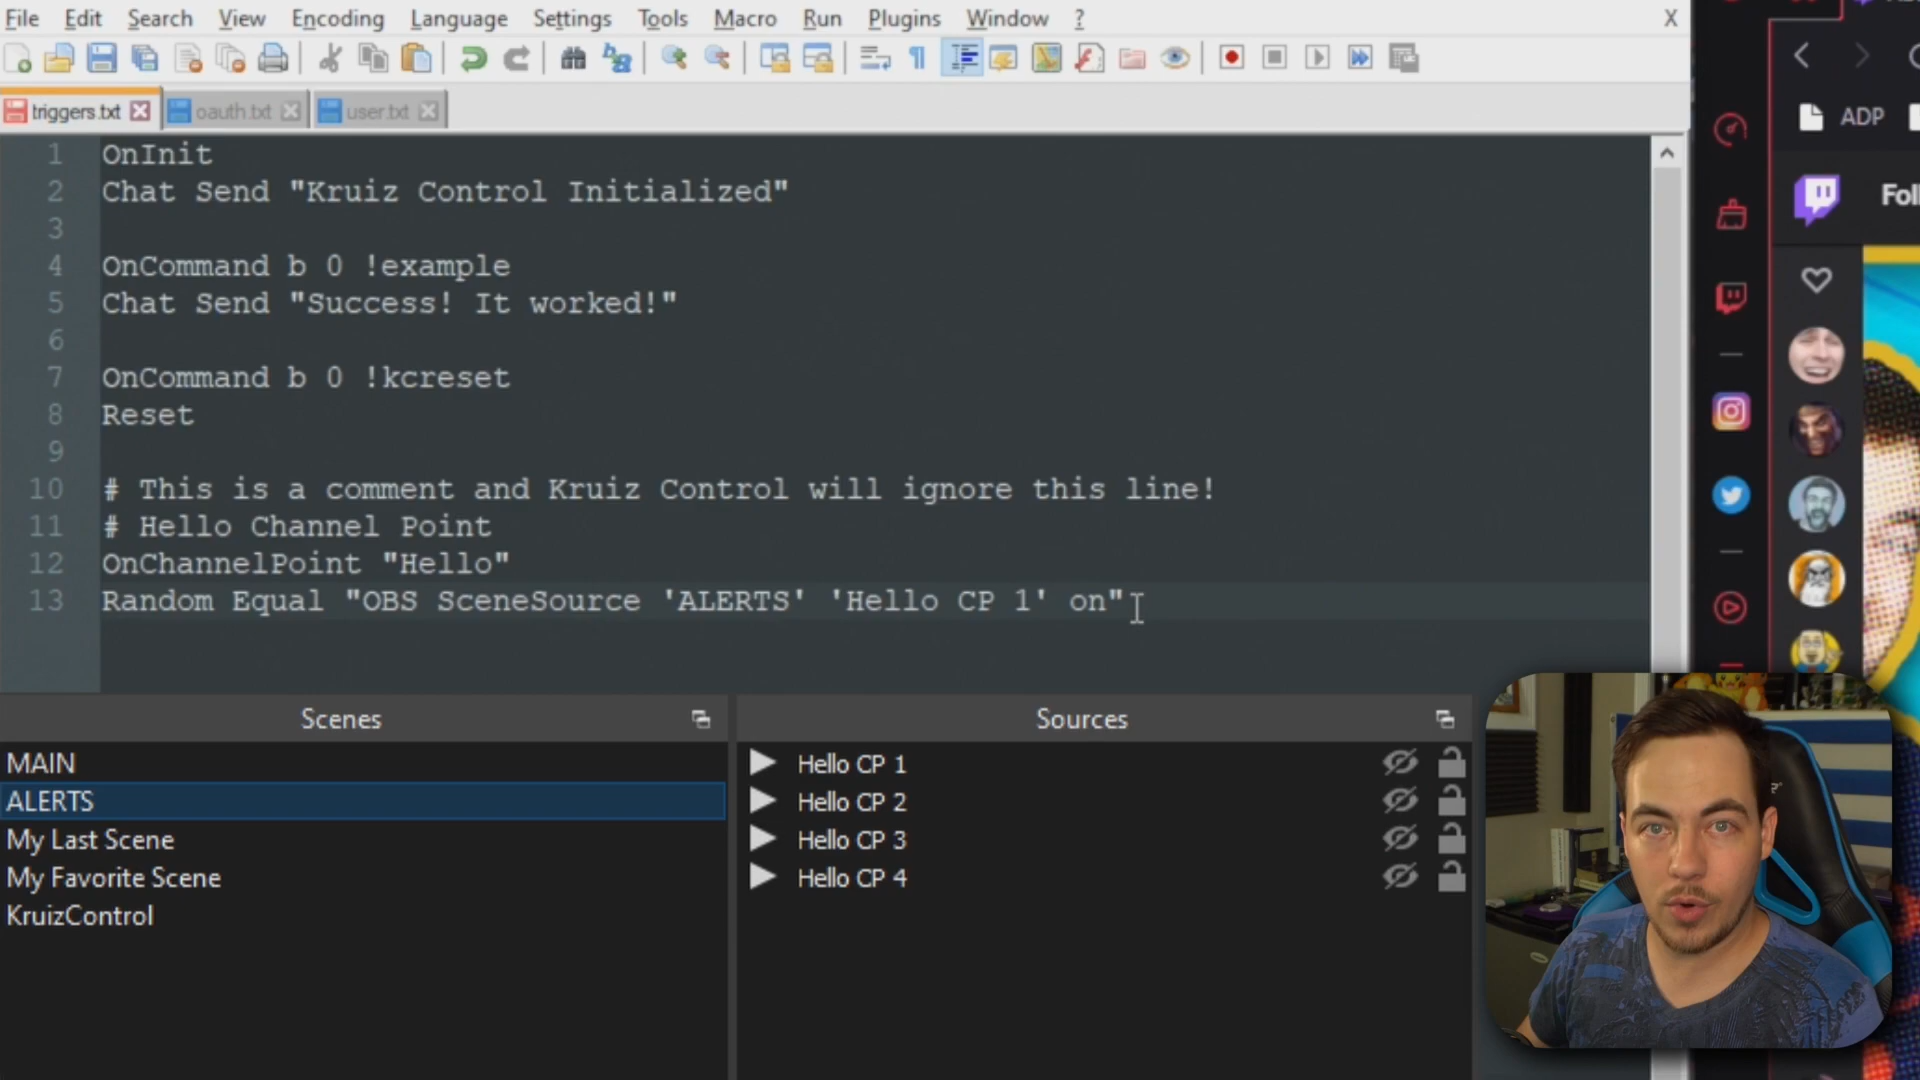 File Edit Search View Encoding Language Settings Tools Macro Run Plugins Window ? X
triggers.txt oauth.txt user.txt
ADP
1 OnInit
2 Chat Send "Kruiz Control Initialized"
3
4 OnCommand b 0 !example
5 Chat Send "Success! It worked!"
6
7 OnCommand b 0 !kcreset
8 Reset
9
10 # This is a comment and Kruiz Control will ignore this line!
11 # Hello Channel Point
12 OnChannelPoint "Hello"
13 Random Equal "OBS SceneSource 'ALERTS' 'Hello CP 1' on"
Scenes
MAIN
ALERTS
My Last Scene
My Favorite Scene
KruizControl
Sources
Hello CP 1
Hello CP 2
Hello CP 3
Hello CP 4